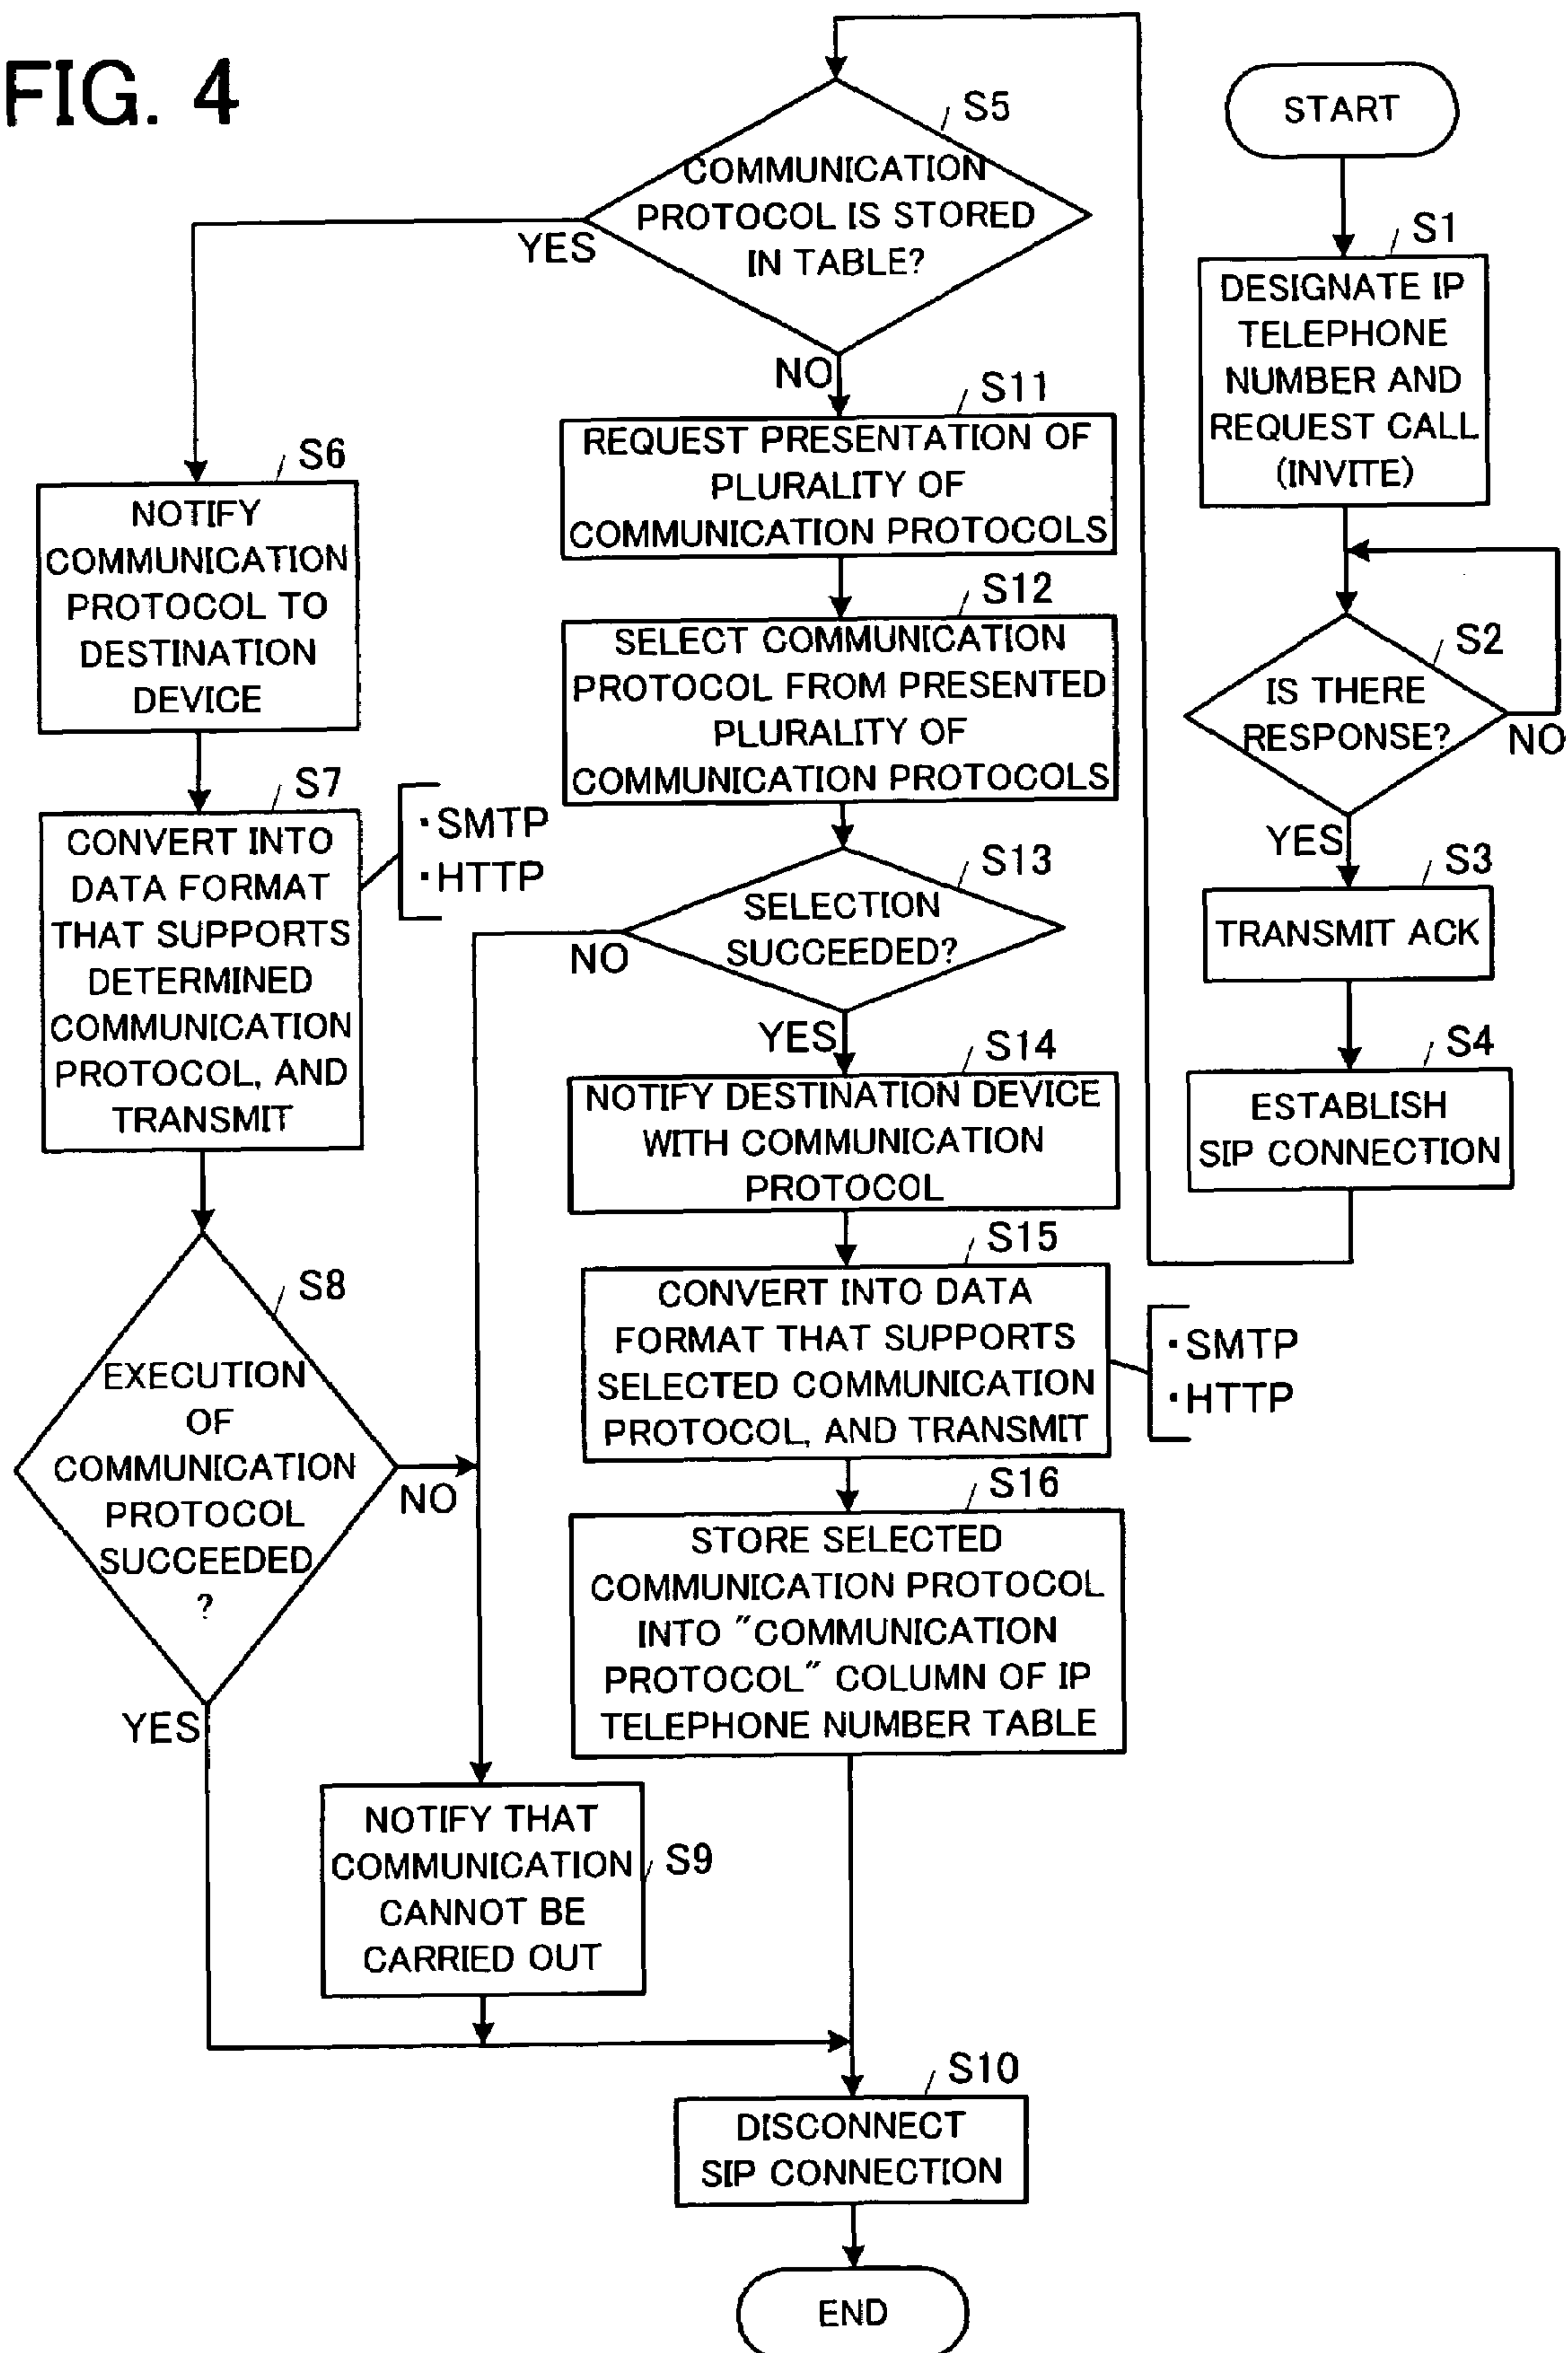 FIG. 4
START
S1
DESIGNATE IP
TELEPHONE
NUMBER AND
REQUEST CALL
(INVITE)
S2
IS THERE
RESPONSE?
NO
YES
S3
TRANSMIT ACK
S4
ESTABLISH
SIP CONNECTION
S5
COMMUNICATION
PROTOCOL IS STORED
IN TABLE?
YES
NO
S6
NOTIFY
COMMUNICATION
PROTOCOL TO
DESTINATION
DEVICE
S7
CONVERT INTO
DATA FORMAT
THAT SUPPORTS
DETERMINED
COMMUNICATION
PROTOCOL, AND
TRANSMIT
・SMTP
・HTTP
S8
EXECUTION
OF
COMMUNICATION
PROTOCOL
SUCCEEDED
?
NO
YES
NOTIFY THAT
COMMUNICATION
CANNOT BE
CARRIED OUT
S9
S11
REQUEST PRESENTATION OF
PLURALITY OF
COMMUNICATION PROTOCOLS
S12
SELECT COMMUNICATION
PROTOCOL FROM PRESENTED
PLURALITY OF
COMMUNICATION PROTOCOLS
S13
SELECTION
SUCCEEDED?
NO
YES
S14
NOTIFY DESTINATION DEVICE
WITH COMMUNICATION
PROTOCOL
S15
CONVERT INTO DATA
FORMAT THAT SUPPORTS
SELECTED COMMUNICATION
PROTOCOL, AND TRANSMIT
・SMTP
・HTTP
S16
STORE SELECTED
COMMUNICATION PROTOCOL
INTO "COMMUNICATION
PROTOCOL" COLUMN OF IP
TELEPHONE NUMBER TABLE
S10
DISCONNECT
SIP CONNECTION
END